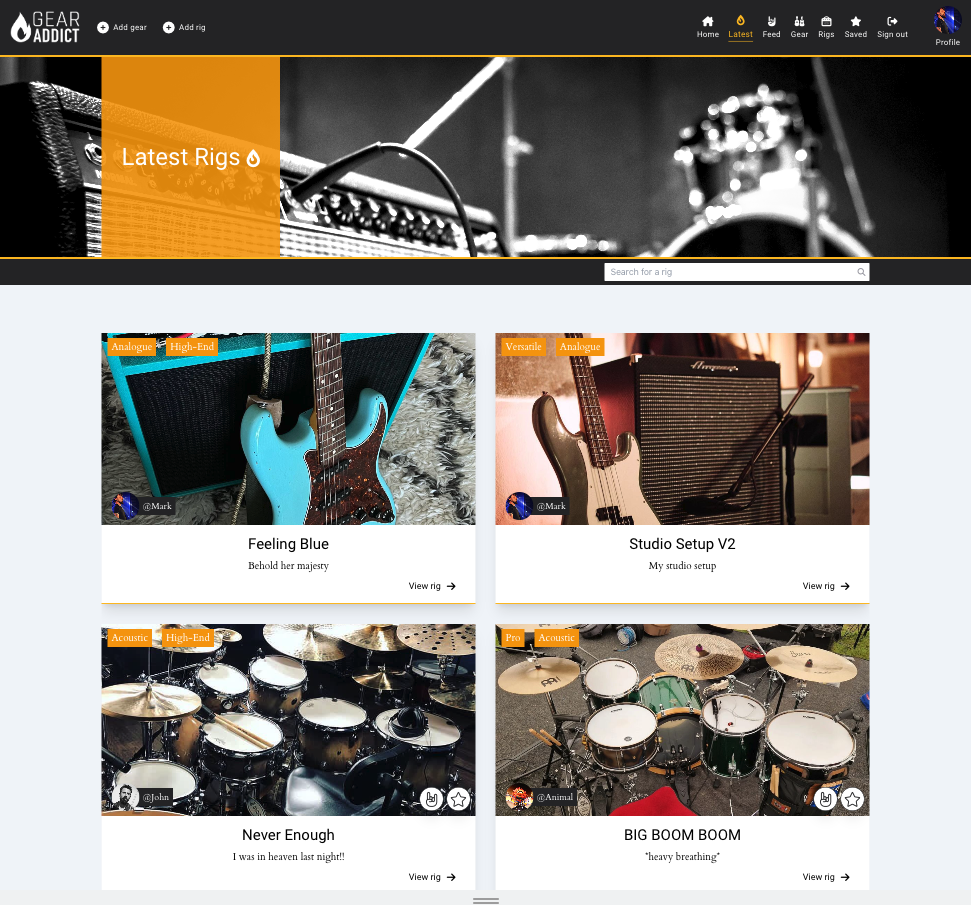 GEAR
ADDICT
Add gear
Add rig
Home
Latest
Feed
Gear
Rigs
Saved
Sign out
Profile
Latest Rigs
Search for a rig
Analogue
High-End
@Mark
Feeling Blue
Behold her majesty
View rig
Versatile
Analogue
Ampeg
@Mark
Studio Setup V2
My studio setup
View rig
Acoustic
High-End
@John
Never Enough
I was in heaven last night!!
View rig
Pro
Acoustic
@Animal
BIG BOOM BOOM
*heavy breathing*
View rig